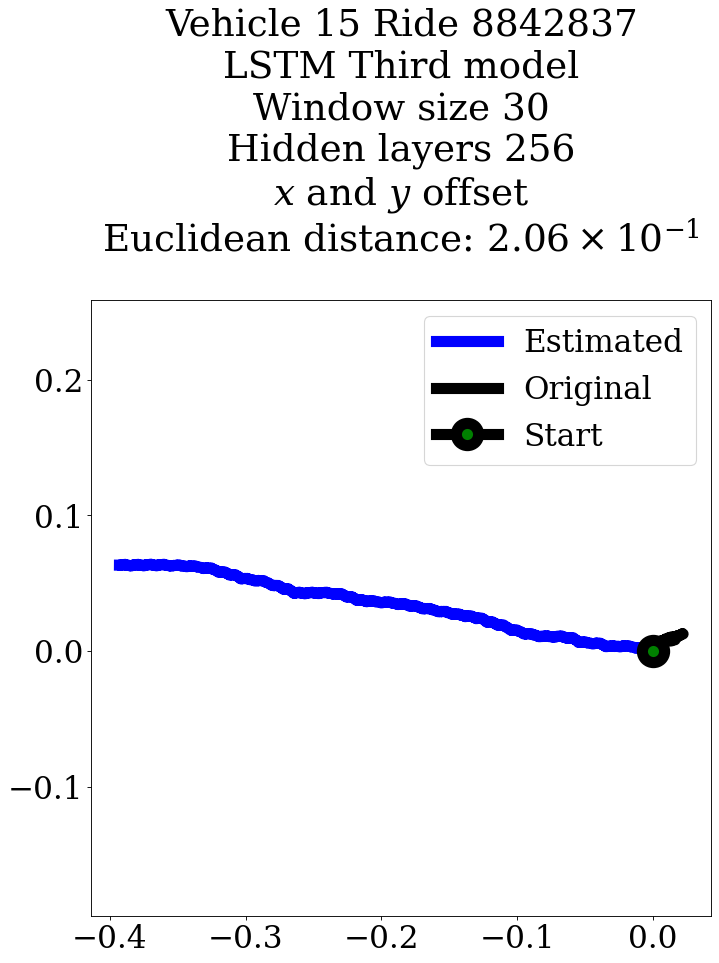 Vehicle 15 Ride 8842837
LSTM Third model
Window size 30
Hidden layers 256
x and y offset
Euclidean distance: 2.06 × 10⁻¹
Estimated
Original
Start
0.2
0.1
0.0
−0.1
−0.4 −0.3 −0.2 −0.1 0.0